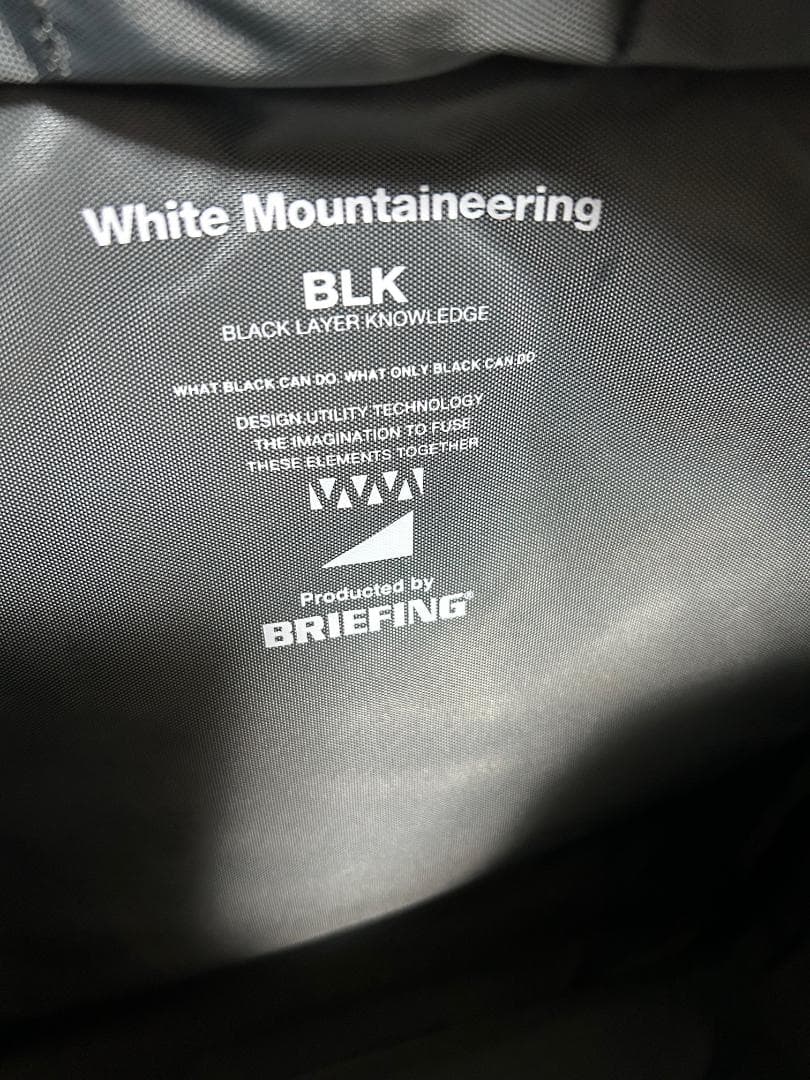 White Mountaineering
BLK
BLACK LAYER KNOWLEDGE
WHAT BLACK CAN DO. WHAT ONLY BLACK CAN DO
DESIGN,UTILITY TECHNOLOGY
THE IMAGINATION TO FUSE
THESE ELEMENTS TOGETHER
Producted by
BRIEFING®